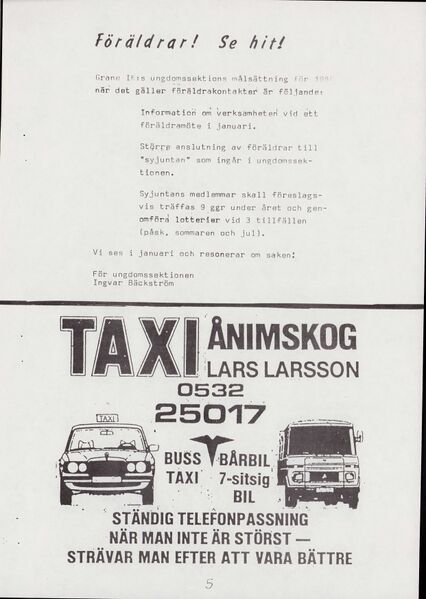 Föräldrar! Se hit!
Grane IK:s ungdomssektions målsättning för
när det gäller föräldrakontakter är följande:
Information om verksamheten vid ett
föräldramöte i januari.
Större anslutning av föräldrar till
"syjuntan" som ingår i ungdomssek-
tionen.
Syjuntans medlemmar skall föreslags-
vis träffas 9 ggr under året och gen-
omföra lotterier vid 3 tillfällen
(påsk, sommaren och jul).
Vi ses i januari och resonerar om saken!
För ungdomssektionen
Ingvar Bäckström
TAXI ÅNIMSKOG
LARS LARSSON
0532
25017
TAXI
BUSS BÅRBIL
TAXI 7-sitsig
BIL
STÄNDIG TELEFONPASSNING
NÄR MAN INTE ÄR STÖRST —
STRÄVAR MAN EFTER ATT VARA BÄTTRE
5